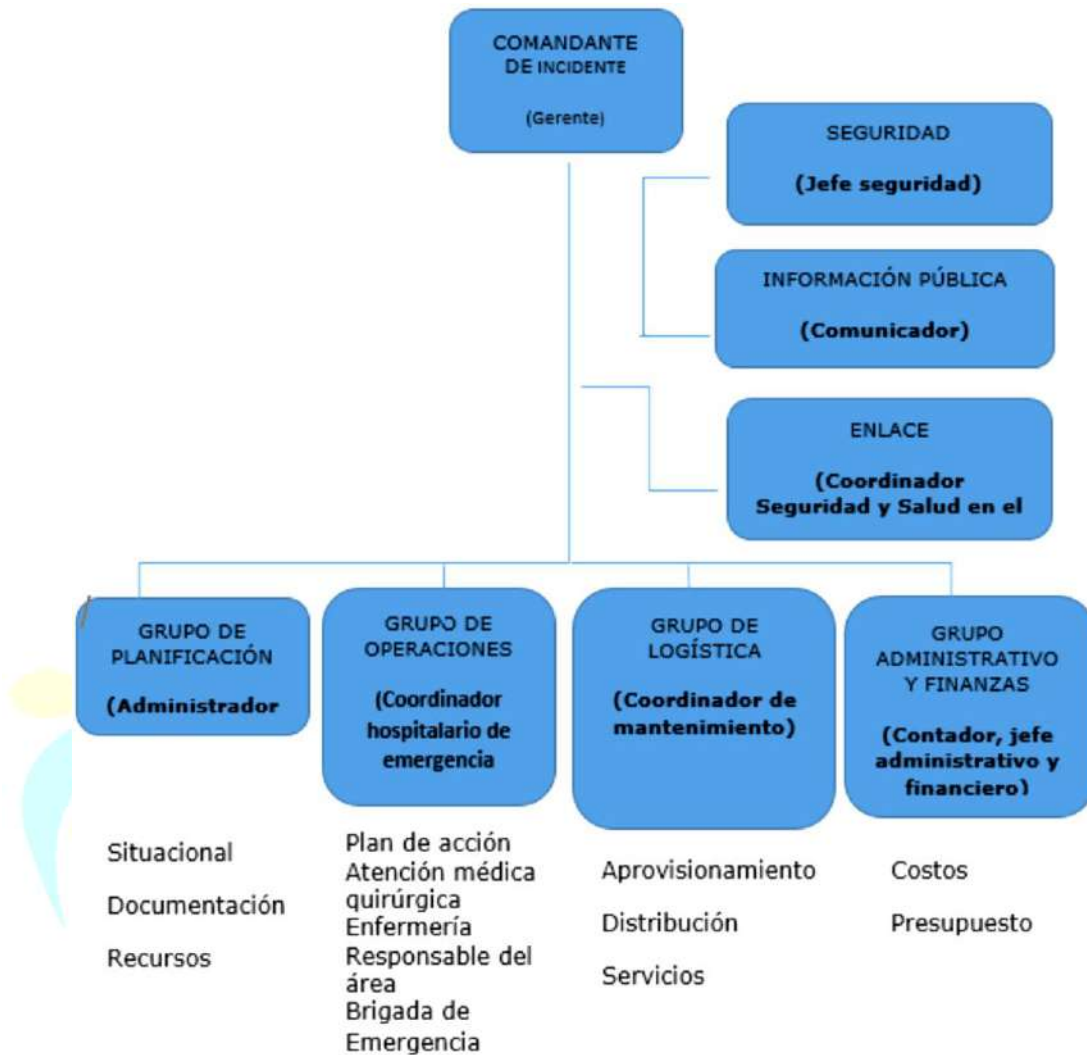 COMANDANTE
DE INCIDENTE
(Gerente)
SEGURIDAD
(Jefe seguridad)
INFORMACIÓN PÚBLICA
(Comunicador)
ENLACE
(Coordinador
Seguridad y Salud en el
GRUPO DE
PLANIFICACIÓN
(Administrador
GRUPO DE
OPERACIONES
(Coordinador
hospitalario de
emergencia
GRUPO DE
LOGÍSTICA
(Coordinador de
mantenimiento)
GRUPO
ADMINISTRATIVO
Y FINANZAS
(Contador, jefe
administrativo y
financiero)
Situacional
Documentación
Recursos
Plan de acción
Atención médica
quirúrgica
Enfermería
Responsable del
área
Brigada de
Emergencia
Aprovisionamiento
Distribución
Servicios
Costos
Presupuesto